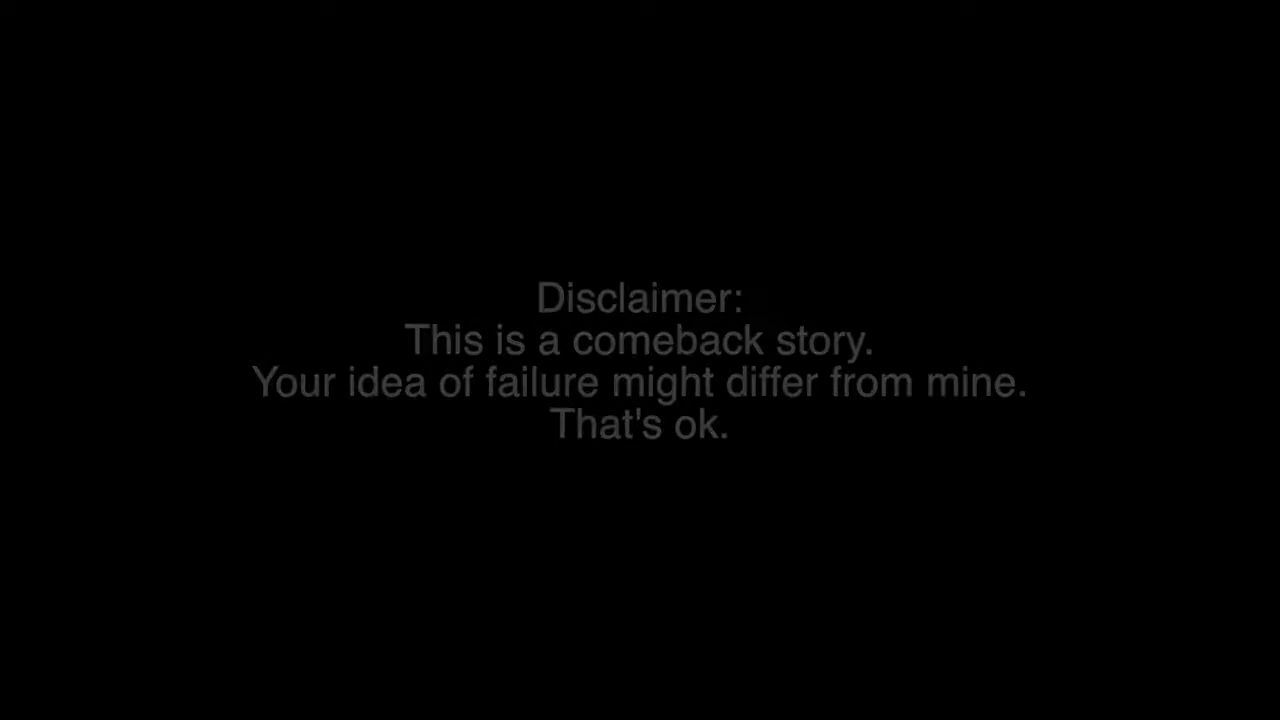 Disclaimer:
This is a comeback story.
Your idea of failure might differ from mine.
That's ok.